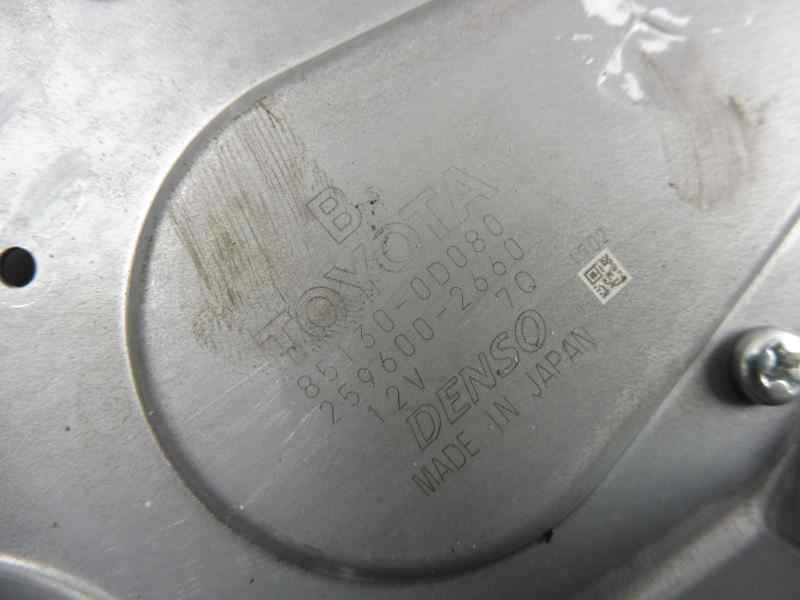 B
TOYOTA
85130-0D080
259600-2660
12V 7Q
DENSO
MADE IN JAPAN